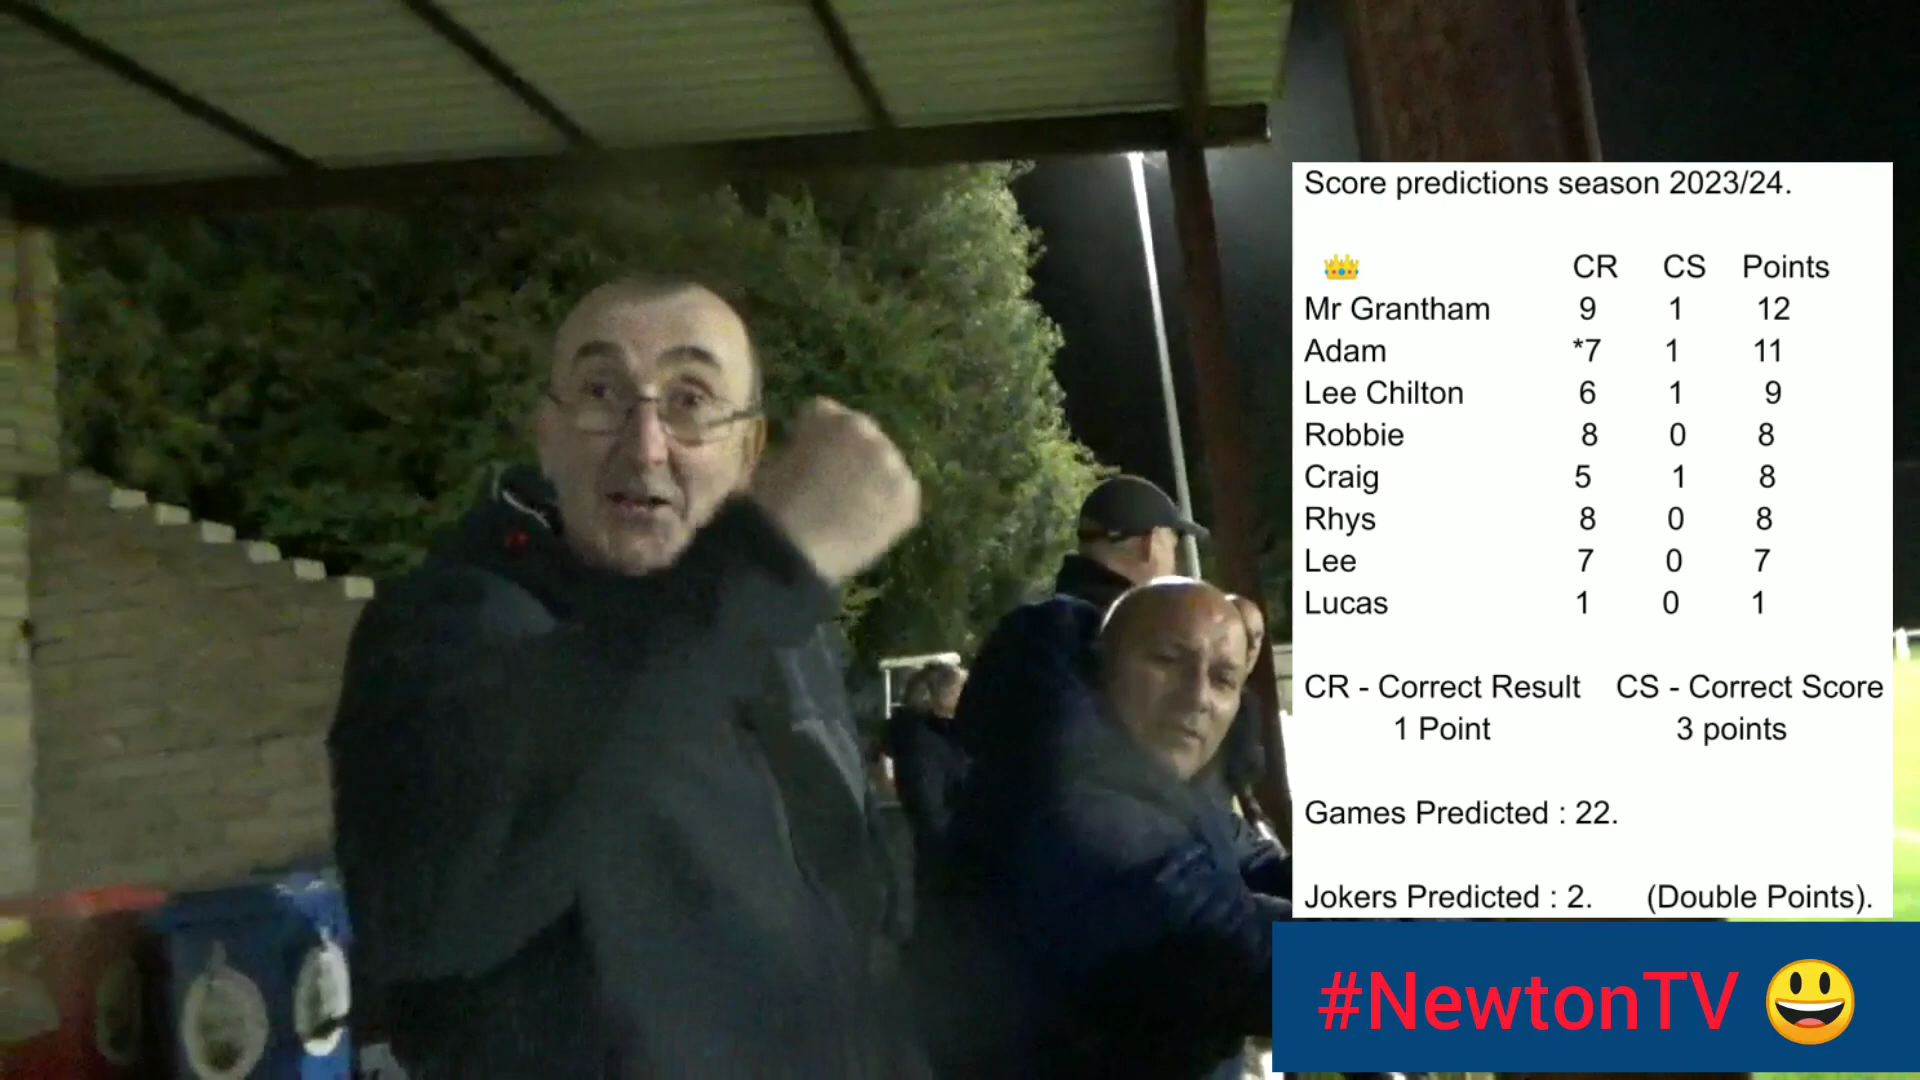 Score predictions season 2023/24.
👑 CR CS Points
Mr Grantham 9 1 12
Adam *7 1 11
Lee Chilton 6 1 9
Robbie 8 0 8
Craig 5 1 8
Rhys 8 0 8
Lee 7 0 7
Lucas 1 0 1
CR - Correct Result CS - Correct Score
1 Point 3 points
Games Predicted : 22.
Jokers Predicted : 2. (Double Points).
#NewtonTV 😃